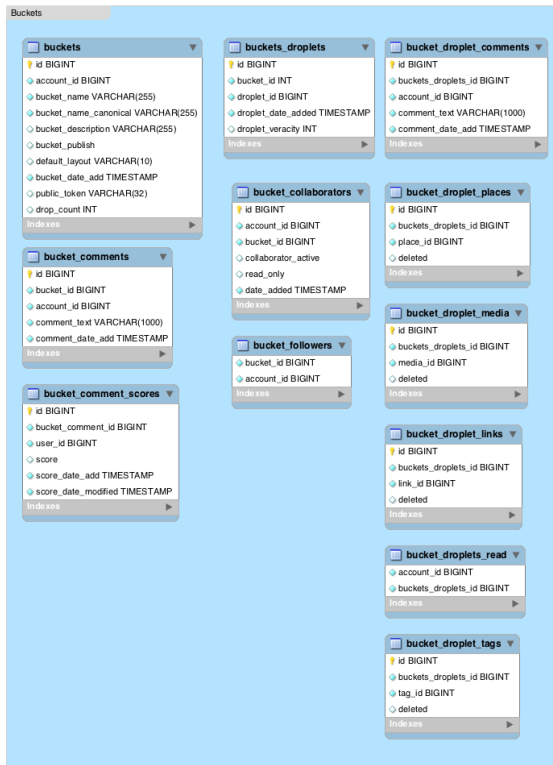 Buckets
buckets
id BIGINT
account_id BIGINT
bucket_name VARCHAR(255)
bucket_name_canonical VARCHAR(255)
bucket_description VARCHAR(255)
bucket_publish
default_layout VARCHAR(10)
bucket_date_add TIMESTAMP
public_token VARCHAR(32)
drop_count INT
Indexes
bucket_comments
id BIGINT
bucket_id BIGINT
account_id BIGINT
comment_text VARCHAR(1000)
comment_date_add TIMESTAMP
Indexes
bucket_comment_scores
id BIGINT
bucket_comment_id BIGINT
user_id BIGINT
score
score_date_add TIMESTAMP
score_date_modified TIMESTAMP
Indexes
buckets_droplets
id BIGINT
bucket_id INT
droplet_id BIGINT
droplet_date_added TIMESTAMP
droplet_veracity INT
Indexes
bucket_collaborators
id BIGINT
account_id BIGINT
bucket_id BIGINT
collaborator_active
read_only
date_added TIMESTAMP
Indexes
bucket_followers
bucket_id BIGINT
account_id BIGINT
Indexes
bucket_droplet_comments
id BIGINT
buckets_droplets_id BIGINT
account_id BIGINT
comment_text VARCHAR(1000)
comment_date_add TIMESTAMP
Indexes
bucket_droplet_places
id BIGINT
buckets_droplets_id BIGINT
place_id BIGINT
deleted
Indexes
bucket_droplet_media
id BIGINT
buckets_droplets_id BIGINT
media_id BIGINT
deleted
Indexes
bucket_droplet_links
id BIGINT
buckets_droplets_id BIGINT
link_id BIGINT
deleted
Indexes
bucket_droplets_read
account_id BIGINT
buckets_droplets_id BIGINT
Indexes
bucket_droplet_tags
id BIGINT
buckets_droplets_id BIGINT
tag_id BIGINT
deleted
Indexes